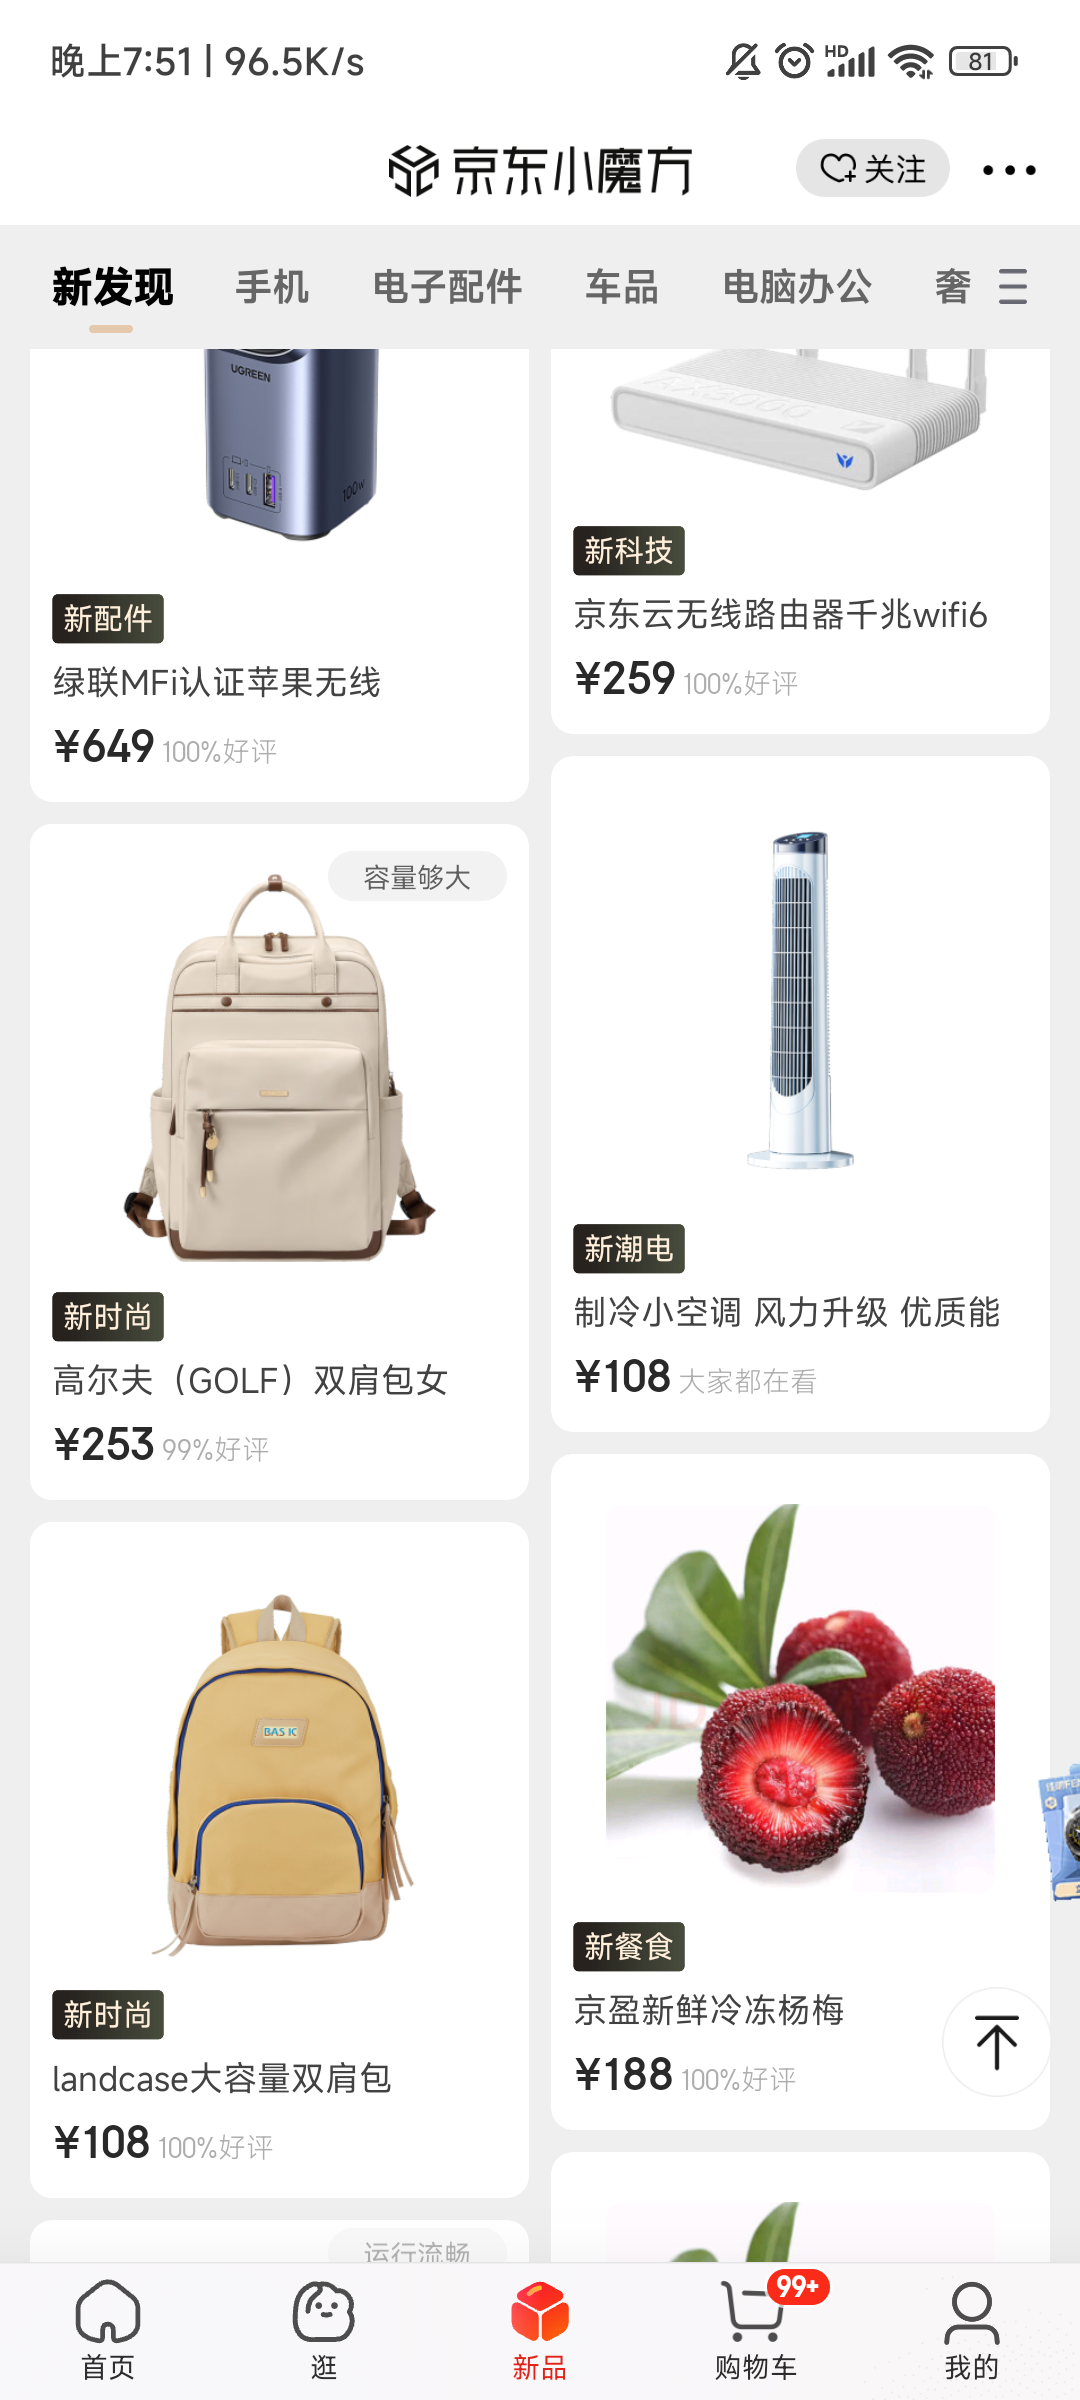 晚上7:51 | 96.5K/s
HD
81
京东小魔方
关注
新发现
手机
电子配件
车品
电脑办公
奢
UGREEN
100w
新配件
绿联MFi认证苹果无线
¥649 100%好评
AX3000
新科技
京东云无线路由器千兆wifi6
¥259 100%好评
容量够大
新时尚
高尔夫（GOLF）双肩包女
¥253 99%好评
新潮电
制冷小空调 风力升级 优质能
¥108 大家都在看
BASIC
新时尚
landcase大容量双肩包
¥108 100%好评
新餐食
京盈新鲜冷冻杨梅
¥188 100%好评
运行流畅
首页
逛
新品
99+
购物车
我的